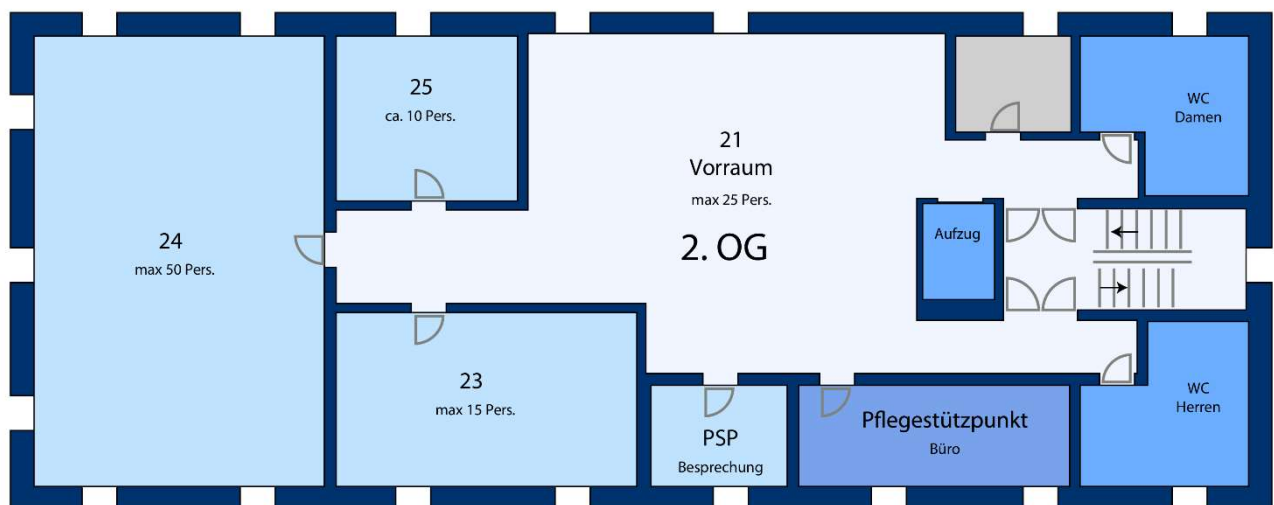 24
max 50 Pers.
25
ca. 10 Pers.
23
max 15 Pers.
21
Vorraum
max 25 Pers.
2. OG
PSP
Besprechung
Pflegestützpunkt
Büro
Aufzug
WC
Damen
WC
Herren